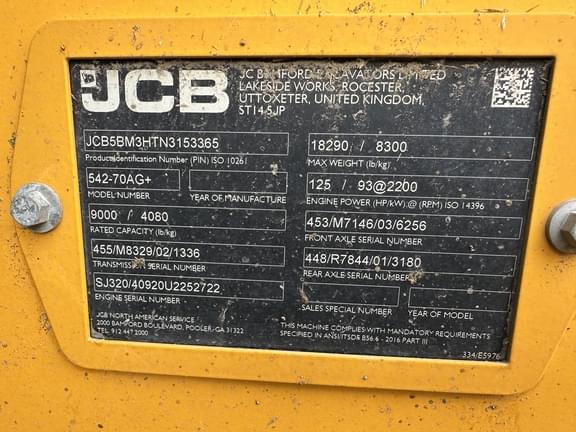 JCB
JC BAMFORD EXCAVATORS LIMITED
LAKESIDE WORKS, ROCESTER,
UTTOXETER, UNITED KINGDOM,
ST14 5JP
JCB5BM3HTN3153365
Product Identification Number (PIN) ISO 10261
542-70AG+
MODEL NUMBER
YEAR OF MANUFACTURE
9000 / 4080
RATED CAPACITY (lb/kg)
455/M8329/02/1336
TRANSMISSION SERIAL NUMBER
SJ320/40920U2252722
ENGINE SERIAL NUMBER
JCB NORTH AMERICAN SERVICE
2000 BAMFORD BOULEVARD, POOLER, GA 31322
TEL. 912 447 2000
18290 / 8300
MAX WEIGHT (lb/kg)
125 / 93@2200
ENGINE POWER (HP/kW) @ (RPM) ISO 14396
453/M7146/03/6256
FRONT AXLE SERIAL NUMBER
448/R7844/01/3180
REAR AXLE SERIAL NUMBER
SALES SPECIAL NUMBER
YEAR OF MODEL
THIS MACHINE COMPLIES WITH MANDATORY REQUIREMENTS
SPECIFIED IN ANSI/ITSDF B56.6 - 2016 PART III
334/E5976